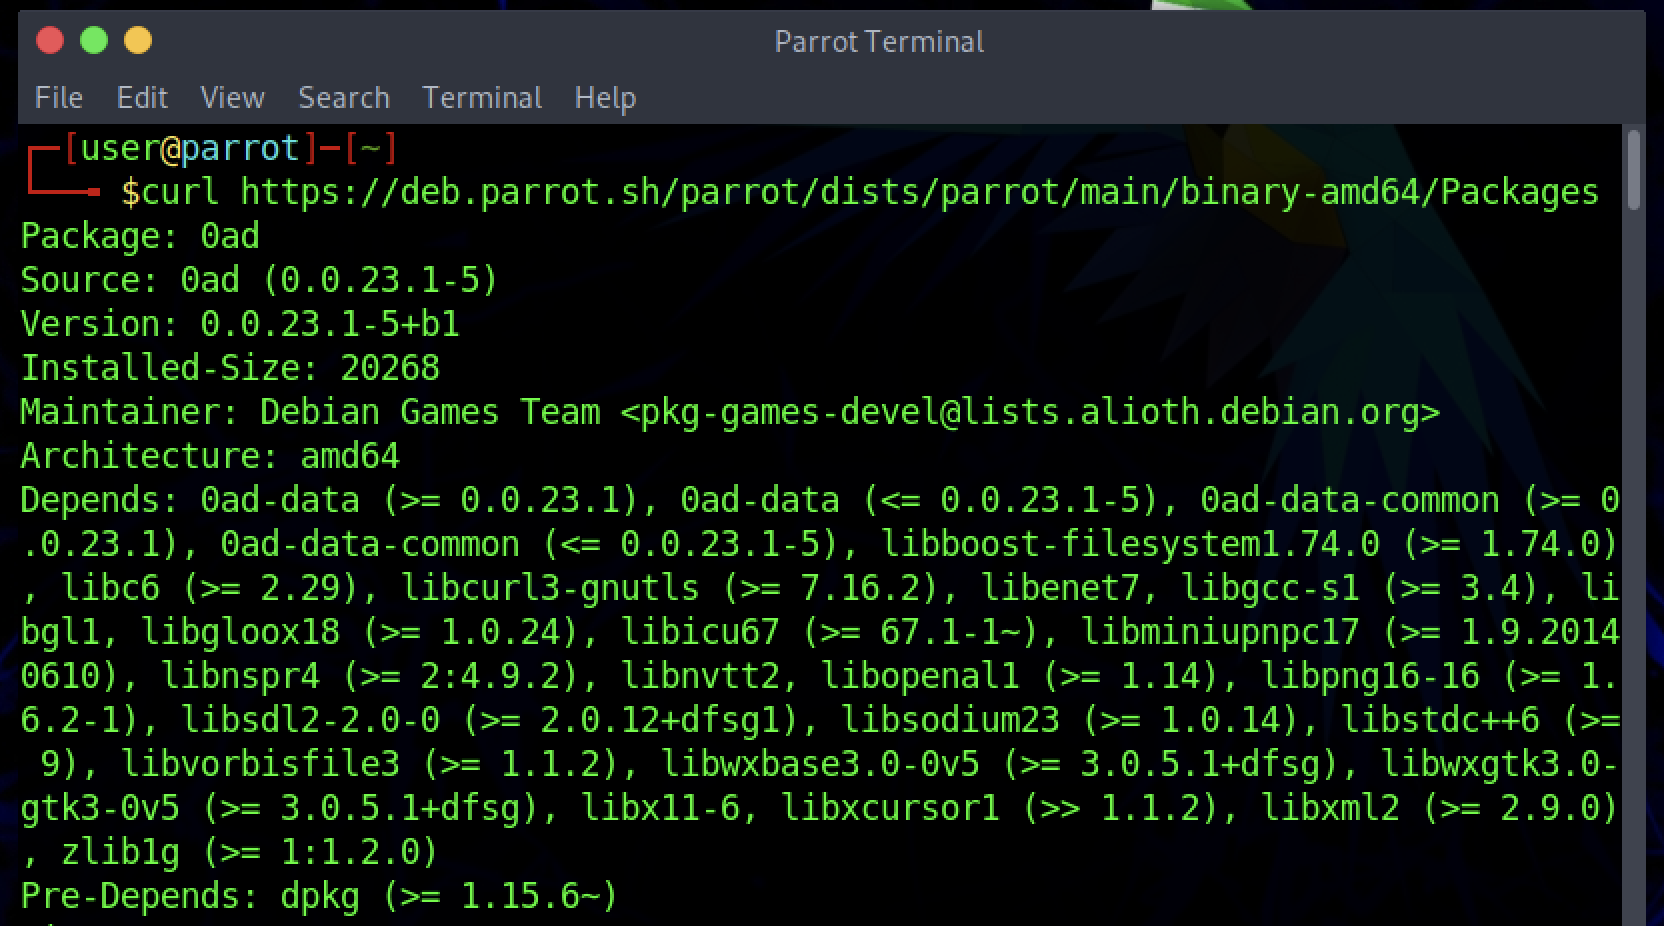 Parrot Terminal
File Edit View Search Terminal Help
[user@parrot]-[~]
$curl https://deb.parrot.sh/parrot/dists/parrot/main/binary-amd64/Packages
Package: 0ad
Source: 0ad (0.0.23.1-5)
Version: 0.0.23.1-5+b1
Installed-Size: 20268
Maintainer: Debian Games Team <pkg-games-devel@lists.alioth.debian.org>
Architecture: amd64
Depends: 0ad-data (>= 0.0.23.1), 0ad-data (<= 0.0.23.1-5), 0ad-data-common (>= 0
.0.23.1), 0ad-data-common (<= 0.0.23.1-5), libboost-filesystem1.74.0 (>= 1.74.0)
, libc6 (>= 2.29), libcurl3-gnutls (>= 7.16.2), libenet7, libgcc-s1 (>= 3.4), li
bgl1, libgloox18 (>= 1.0.24), libicu67 (>= 67.1-1~), libminiupnpc17 (>= 1.9.2014
0610), libnspr4 (>= 2:4.9.2), libnvtt2, libopenal1 (>= 1.14), libpng16-16 (>= 1.
6.2-1), libsdl2-2.0-0 (>= 2.0.12+dfsg1), libsodium23 (>= 1.0.14), libstdc++6 (>=
 9), libvorbisfile3 (>= 1.1.2), libwxbase3.0-0v5 (>= 3.0.5.1+dfsg), libwxgtk3.0-
gtk3-0v5 (>= 3.0.5.1+dfsg), libx11-6, libxcursor1 (>> 1.1.2), libxml2 (>= 2.9.0)
, zlib1g (>= 1:1.2.0)
Pre-Depends: dpkg (>= 1.15.6~)